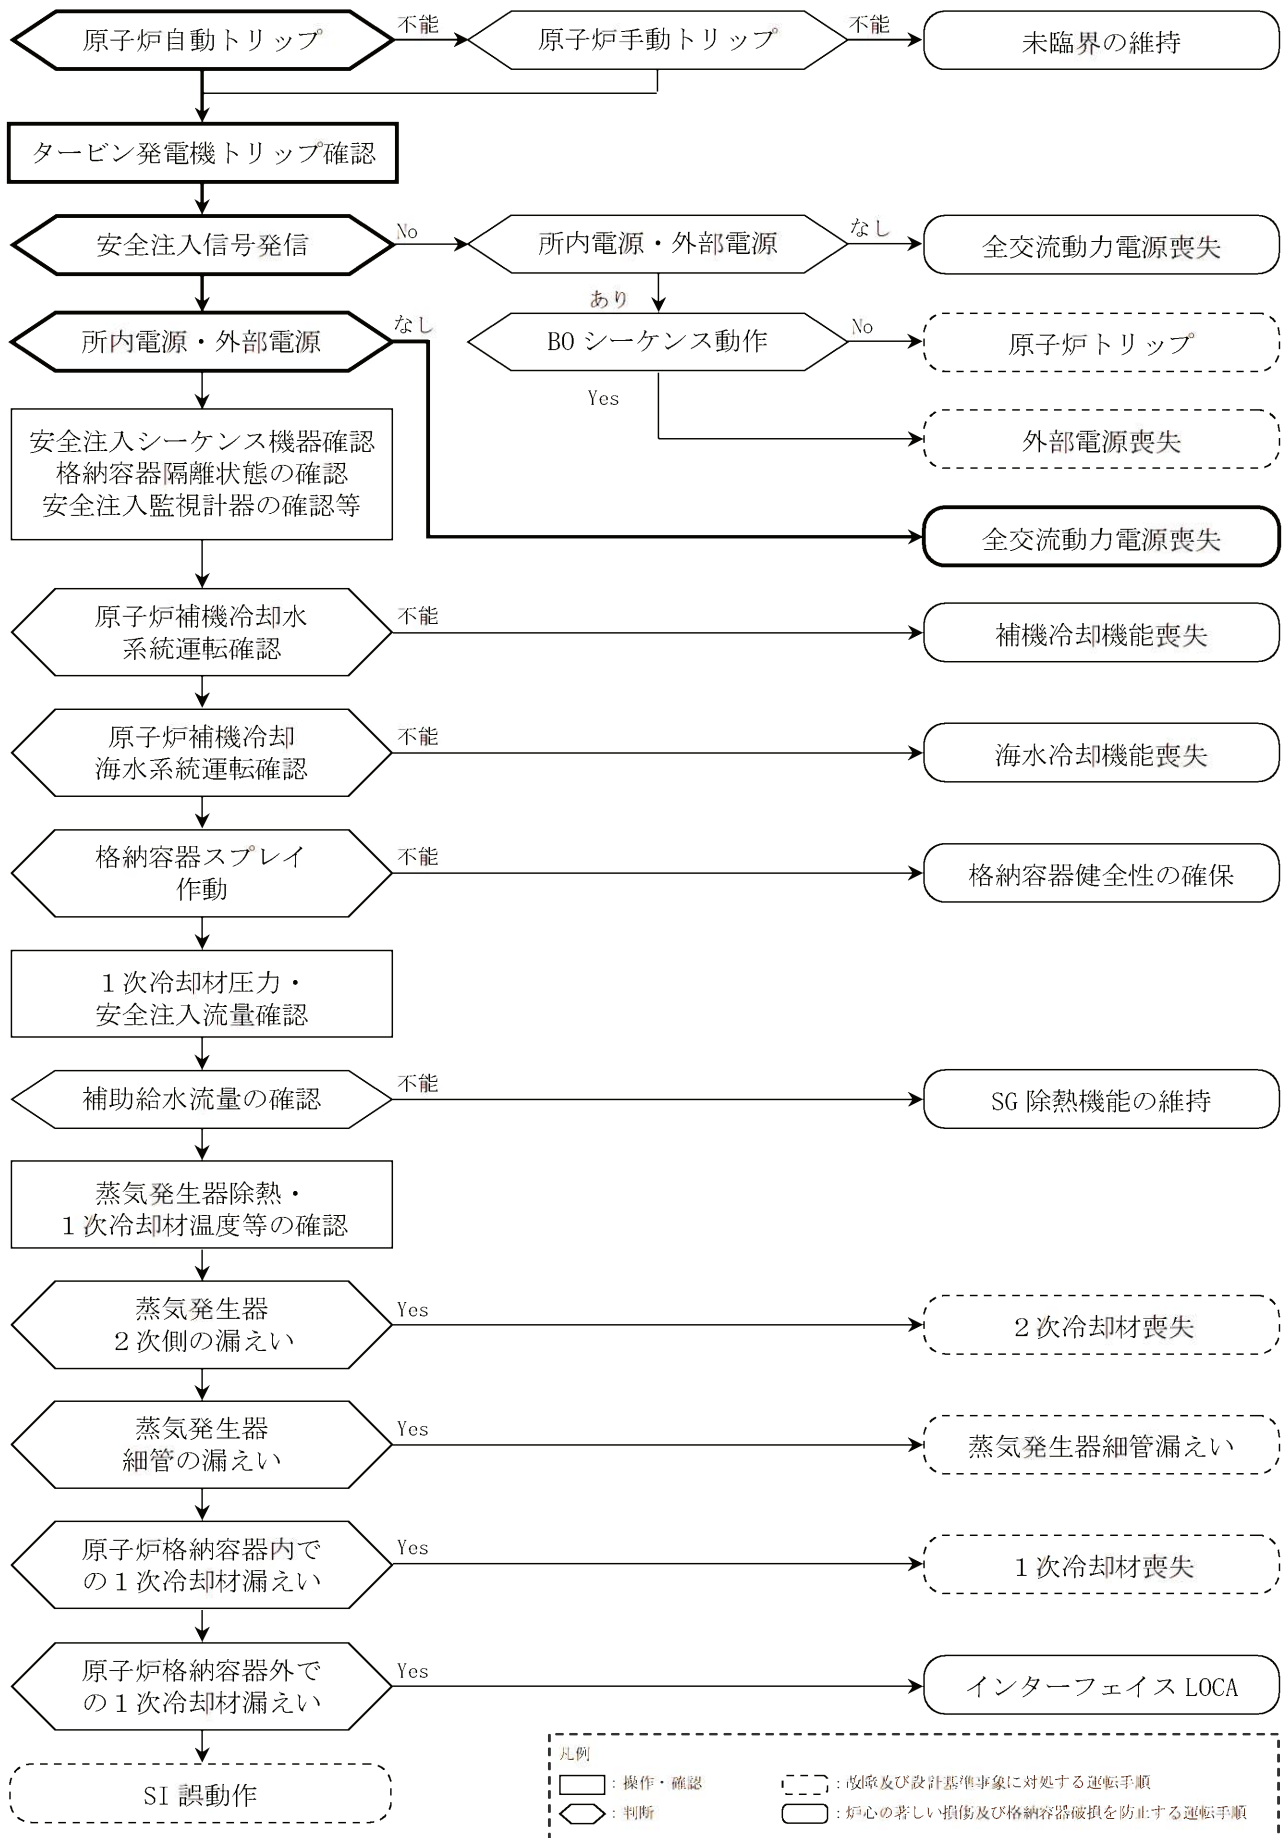 原子炉自動トリップ
不能
原子炉手動トリップ
不能
未臨界の維持
タービン発電機トリップ確認
安全注入信号発信
No
所内電源・外部電源
なし
全交流動力電源喪失
あり
所内電源・外部電源
なし
BO シーケンス動作
No
原子炉トリップ
Yes
外部電源喪失
安全注入シーケンス機器確認
格納容器隔離状態の確認
安全注入監視計器の確認等
全交流動力電源喪失
原子炉補機冷却水
系統運転確認
不能
補機冷却機能喪失
原子炉補機冷却
海水系統運転確認
不能
海水冷却機能喪失
格納容器スプレイ
作動
不能
格納容器健全性の確保
1次冷却材圧力・
安全注入流量確認
補助給水流量の確認
不能
SG 除熱機能の維持
蒸気発生器除熱・
1次冷却材温度等の確認
蒸気発生器
2次側の漏えい
Yes
2次冷却材喪失
蒸気発生器
細管の漏えい
Yes
蒸気発生器細管漏えい
原子炉格納容器内で
の1次冷却材漏えい
Yes
1次冷却材喪失
原子炉格納容器外で
の1次冷却材漏えい
Yes
インターフェイス LOCA
SI 誤動作
凡例
：操作・確認
：故障及び設計基準事象に対処する運転手順
：判断
：炉心の著しい損傷及び格納容器破損を防止する運転手順